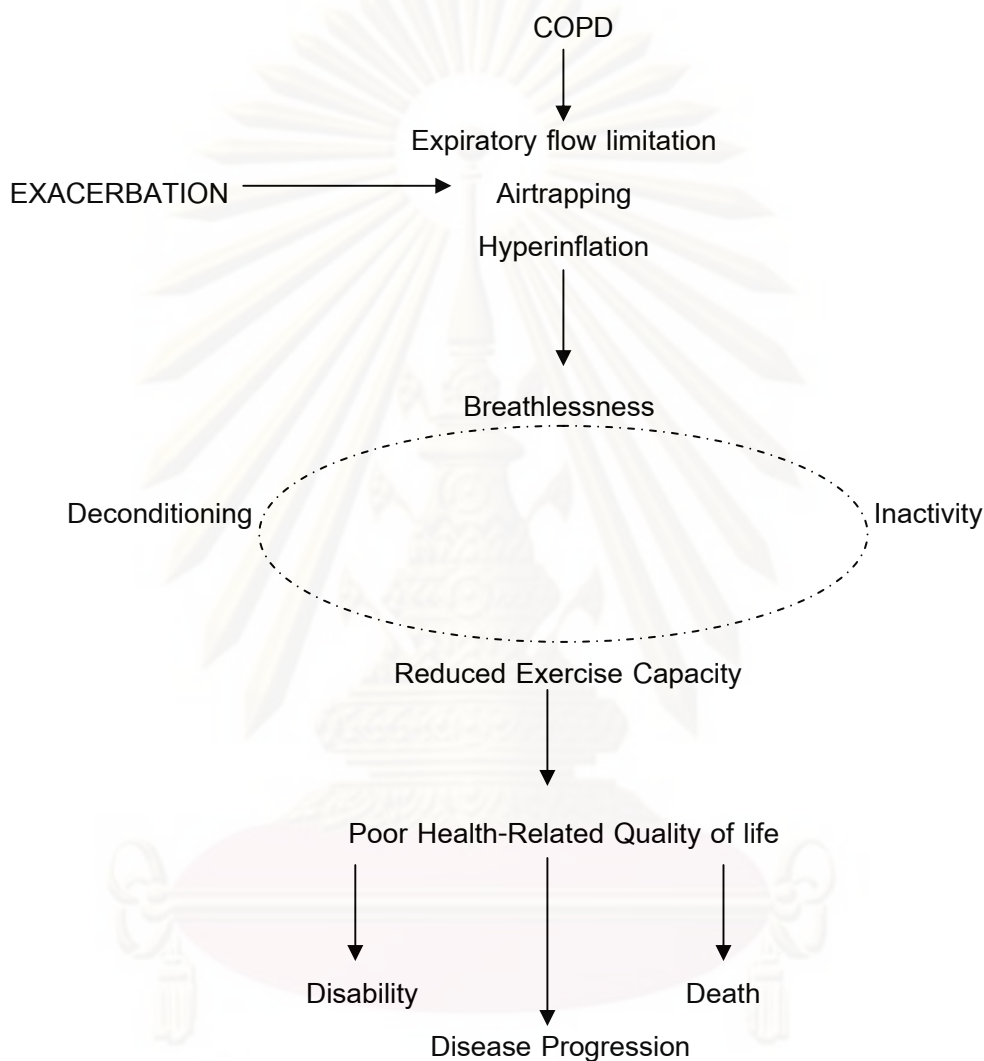 COPD
Expiratory flow limitation
EXACERBATION
Airtrapping
Hyperinflation
Breathlessness
Deconditioning
Inactivity
Reduced Exercise Capacity
Poor Health-Related Quality of life
Disability
Death
Disease Progression